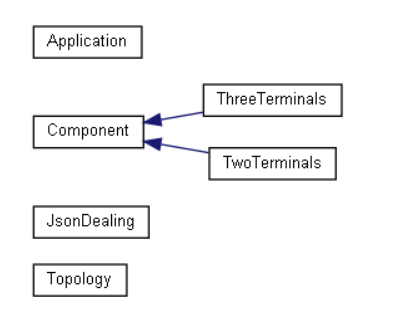 Application
ThreeTerminals
Component
TwoTerminals
JsonDealing
Topology